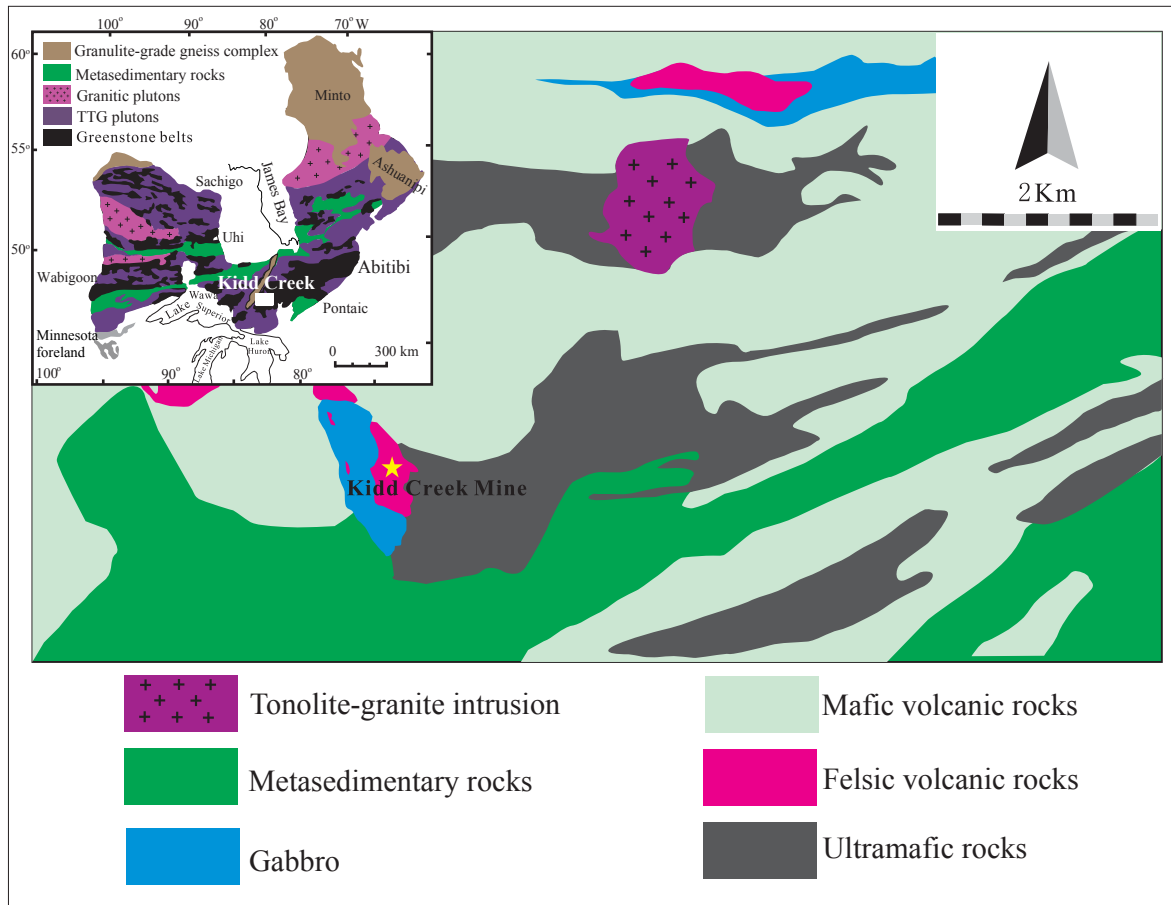 100° 90° 80° 70°W
60°
55°
50°
Granulite-grade gneiss complex
Metasedimentary rocks
Granitic plutons
TTG plutons
Greenstone belts
Minto
Ashuanipi
Sachigo
James Bay
Uhi
Abitibi
Wabigoon
Kidd Creek
Wawa
Lake Superior
Pontaic
Minnesota
foreland
Lake Michigan
Lake
Huron
0 300 km
100° 90° 80°
2Km
Kidd Creek Mine
Tonolite-granite intrusion
Metasedimentary rocks
Gabbro
Mafic volcanic rocks
Felsic volcanic rocks
Ultramafic rocks